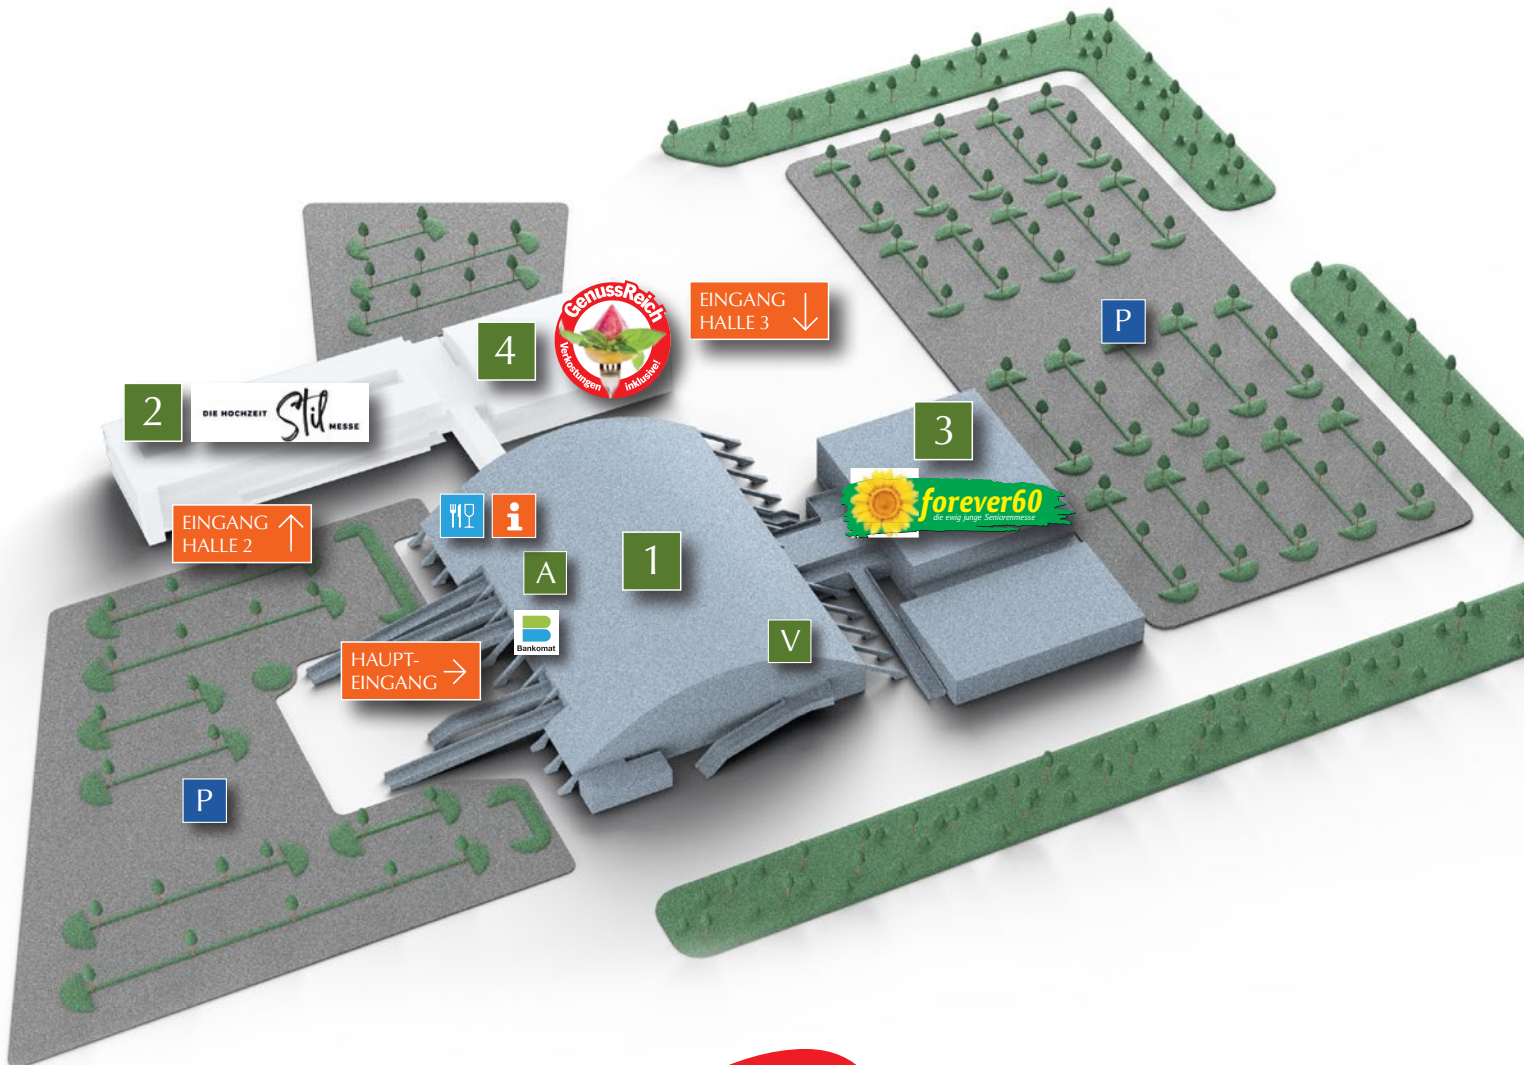 GenussReich
Verkostungen inklusive!
EINGANG
HALLE 3
P
4
2
DIE HOCHZEIT Stil MESSE
3
forever60
die ewig junge Seniorenmesse
EINGANG
HALLE 2
i
A
1
Bankomat
V
HAUPT-
EINGANG
P